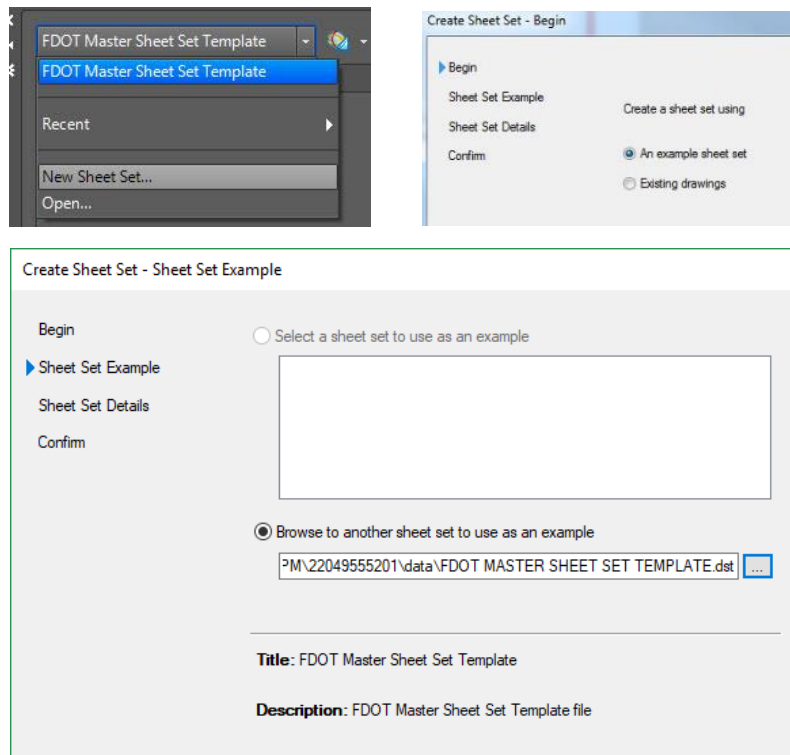 FDOT Master Sheet Set Template
FDOT Master Sheet Set Template
Recent
New Sheet Set...
Open...
Create Sheet Set - Begin
Begin
Sheet Set Example
Sheet Set Details
Confirm
Create a sheet set using
An example sheet set
Existing drawings
Create Sheet Set - Sheet Set Example
Begin
Sheet Set Example
Sheet Set Details
Confirm
Select a sheet set to use as an example
Browse to another sheet set to use as an example
PM\22049555201\data\FDOT MASTER SHEET SET TEMPLATE.dst ...
Title: FDOT Master Sheet Set Template
Description: FDOT Master Sheet Set Template file